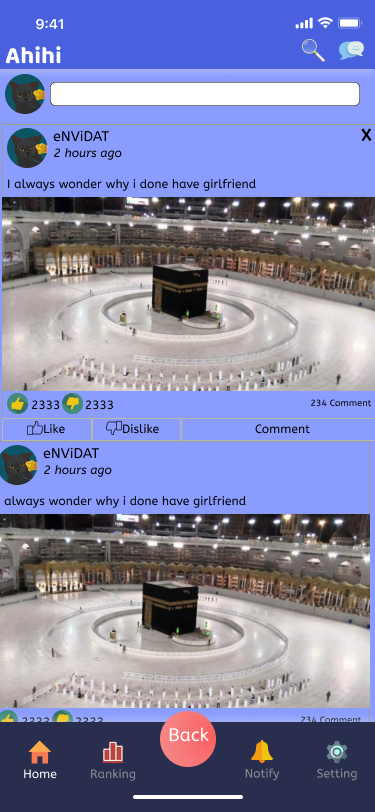 9:41
Ahihi
eNViDAT
X
2 hours ago
I always wonder why i done have girlfriend
2333 2333
234 Comment
Like Dislike Comment
eNViDAT
2 hours ago
always wonder why i done have girlfriend
2333 2333
234 Comment
Back
Home Ranking Notify Setting